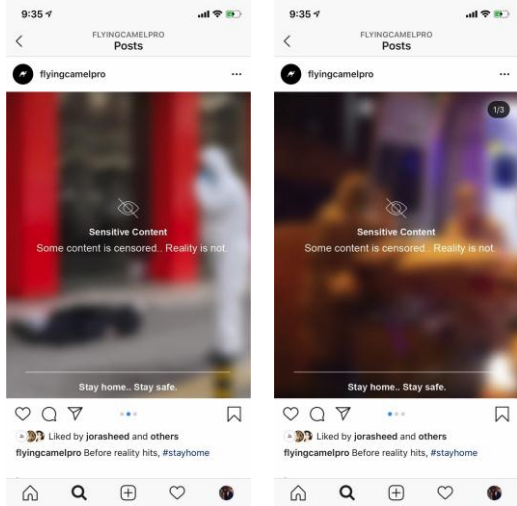 9:35
FLYINGCAMELPRO
Posts
flyingcamelpro
Sensitive Content
Some content is censored.. Reality is not.
Stay home.. Stay safe.
Liked by jorasheed and others
flyingcamelpro Before reality hits, #stayhome
9:35
FLYINGCAMELPRO
Posts
flyingcamelpro
1/3
Sensitive Content
Some content is censored.. Reality is not.
Stay home.. Stay safe.
Liked by jorasheed and others
flyingcamelpro Before reality hits, #stayhome